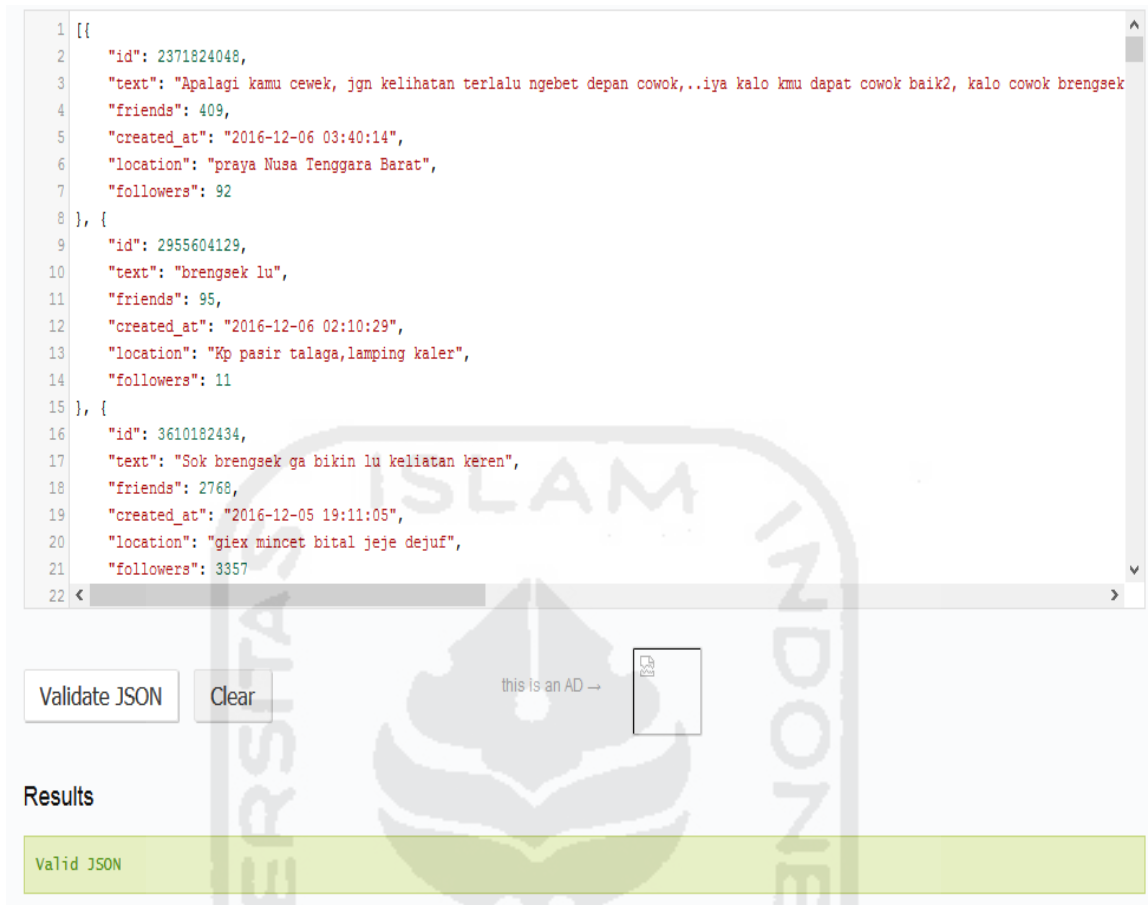 1 [{
2 "id": 2371824048,
3 "text": "Apalagi kamu cewek, jgn kelihatan terlalu ngebet depan cowok,..iya kalo kmu dapat cowok baik2, kalo cowok brengsek
4 "friends": 409,
5 "created_at": "2016-12-06 03:40:14",
6 "location": "praya Nusa Tenggara Barat",
7 "followers": 92
8 }, {
9 "id": 2955604129,
10 "text": "brengsek lu",
11 "friends": 95,
12 "created_at": "2016-12-06 02:10:29",
13 "location": "Kp pasir talaga,lamping kaler",
14 "followers": 11
15 }, {
16 "id": 3610182434,
17 "text": "Sok brengsek ga bikin lu keliatan keren",
18 "friends": 2768,
19 "created_at": "2016-12-05 19:11:05",
20 "location": "giex mincet bital jeje dejuf",
21 "followers": 3357
22
ISLAM
Validate JSON Clear this is an AD →
Results
Valid JSON
ERSITAS
INDONE